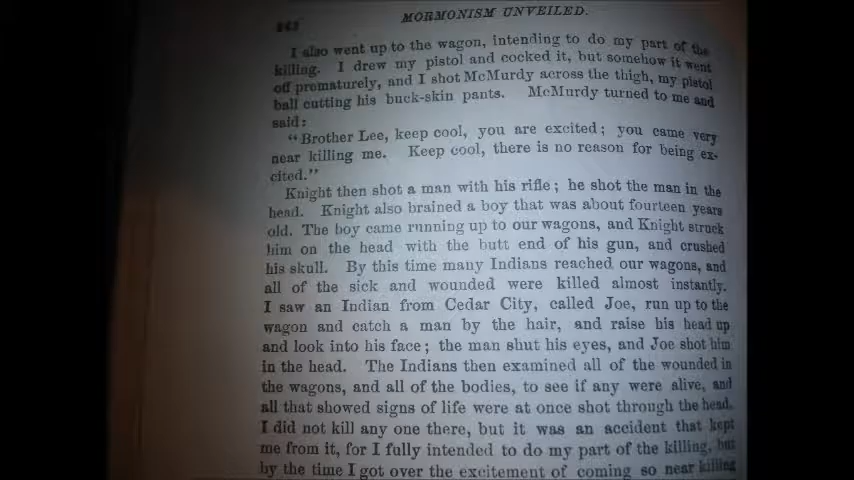 MORMONISM UNVEILED.
I also went up to the wagon, intending to do my part of the
killing. I drew my pistol and cocked it, but somehow it went
off prematurely, and I shot McMurdy across the thigh, my pistol
ball cutting his buck-skin pants. McMurdy turned to me and
said:
"Brother Lee, keep cool, you are excited; you came very
near killing me. Keep cool, there is no reason for being ex-
cited."
Knight then shot a man with his rifle; he shot the man in the
head. Knight also brained a boy that was about fourteen years
old. The boy came running up to our wagons, and Knight struck
him on the head with the butt end of his gun, and crushed
his skull. By this time many Indians reached our wagons, and
all of the sick and wounded were killed almost instantly.
I saw an Indian from Cedar City, called Joe, run up to the
wagon and catch a man by the hair, and raise his head up
and look into his face; the man shut his eyes, and Joe shot him
in the head. The Indians then examined all of the wounded in
the wagons, and all of the bodies, to see if any were alive, and
all that showed signs of life were at once shot through the head.
I did not kill any one there, but it was an accident that kept
me from it, for I fully intended to do my part of the killing, but
by the time I got over the excitement of coming so near killing